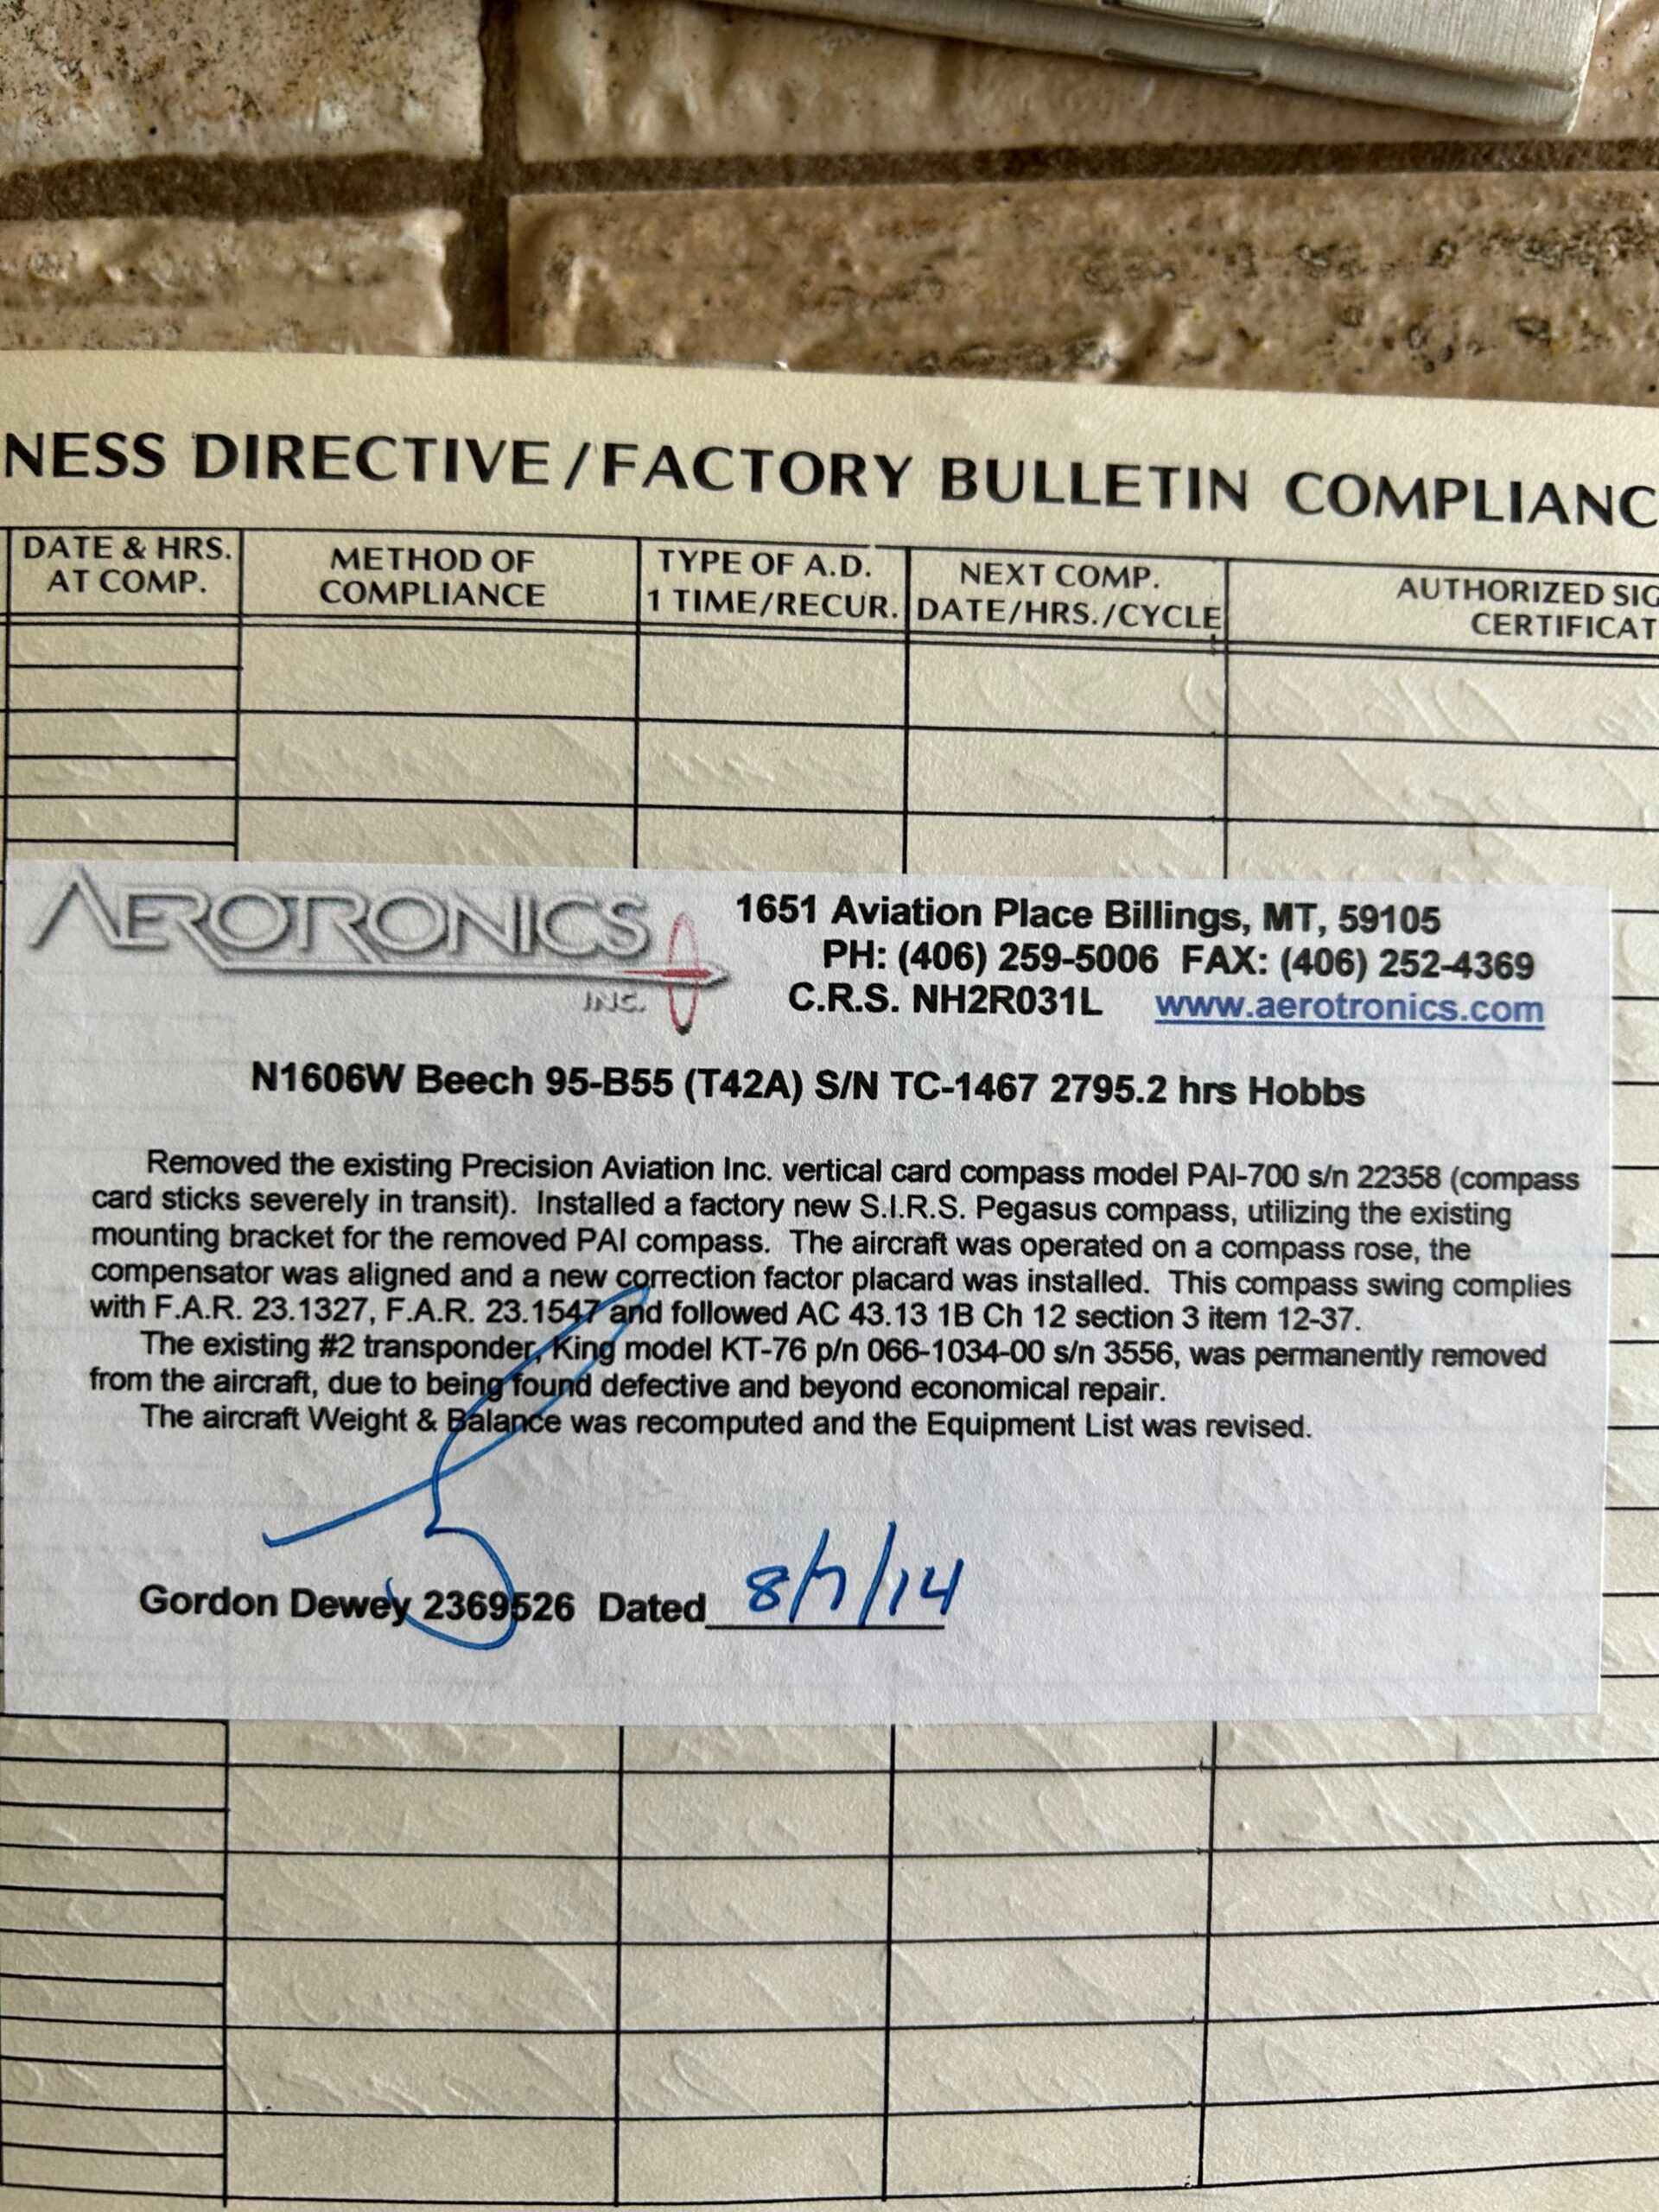 NESS DIRECTIVE/FACTORY BULLETIN COMPLIANC
DATE & HRS.
AT COMP.
METHOD OF
COMPLIANCE
TYPE OF A.D.
1 TIME/RECUR.
NEXT COMP.
DATE/HRS./CYCLE
AUTHORIZED SIG
CERTIFICAT
AEROTRONICS
INC.
1651 Aviation Place Billings, MT, 59105
PH: (406) 259-5006 FAX: (406) 252-4369
C.R.S. NH2R031L www.aerotronics.com
N1606W Beech 95-B55 (T42A) S/N TC-1467 2795.2 hrs Hobbs
Removed the existing Precision Aviation Inc. vertical card compass model PAI-700 s/n 22358 (compass
card sticks severely in transit). Installed a factory new S.I.R.S. Pegasus compass, utilizing the existing
mounting bracket for the removed PAI compass. The aircraft was operated on a compass rose, the
compensator was aligned and a new correction factor placard was installed. This compass swing complies
with F.A.R. 23.1327, F.A.R. 23.1547 and followed AC 43.13 1B Ch 12 section 3 item 12-37.
The existing #2 transponder, King model KT-76 p/n 066-1034-00 s/n 3556, was permanently removed
from the aircraft, due to being found defective and beyond economical repair.
The aircraft Weight & Balance was recomputed and the Equipment List was revised.
Gordon Dewey 2369526 Dated 8/7/14